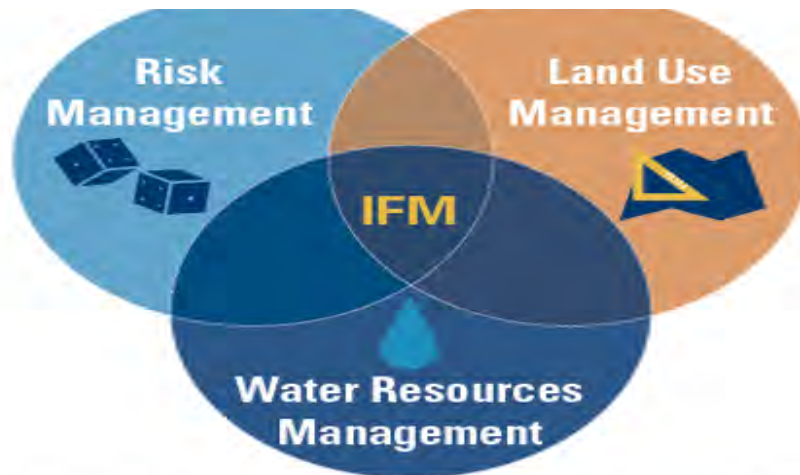 Risk
Management
Land Use
Management
IFM
Water Resources
Management